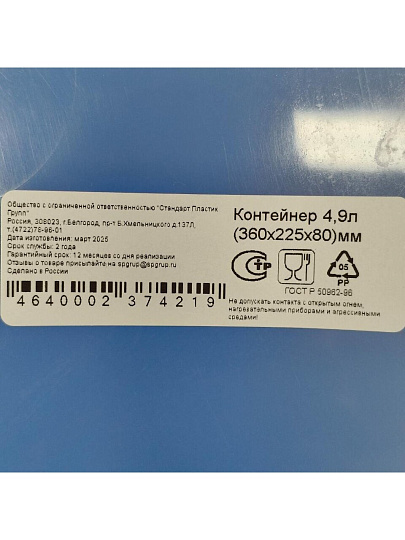 Общество с ограниченной ответственностью "Стандарт Пластик
Групп"
Россия, 308023, г.Белгород, пр-т Б.Хмельницкого д.137Л,
т.(4722)76-96-01
Дата изготовления: март 2025
Срок службы: 2 года
Гарантийный срок: 12 месяцев со дня реализации
Отзывы о товаре присылайте на spgrup@spgrup.ru
Сделано в России
4640002 374219
Контейнер 4,9л
(360х225х80)мм
05
PP
ГОСТ Р 50962-96
Не допускать контакта с открытым огнем,
нагревательными приборами и агрессивными
средами!